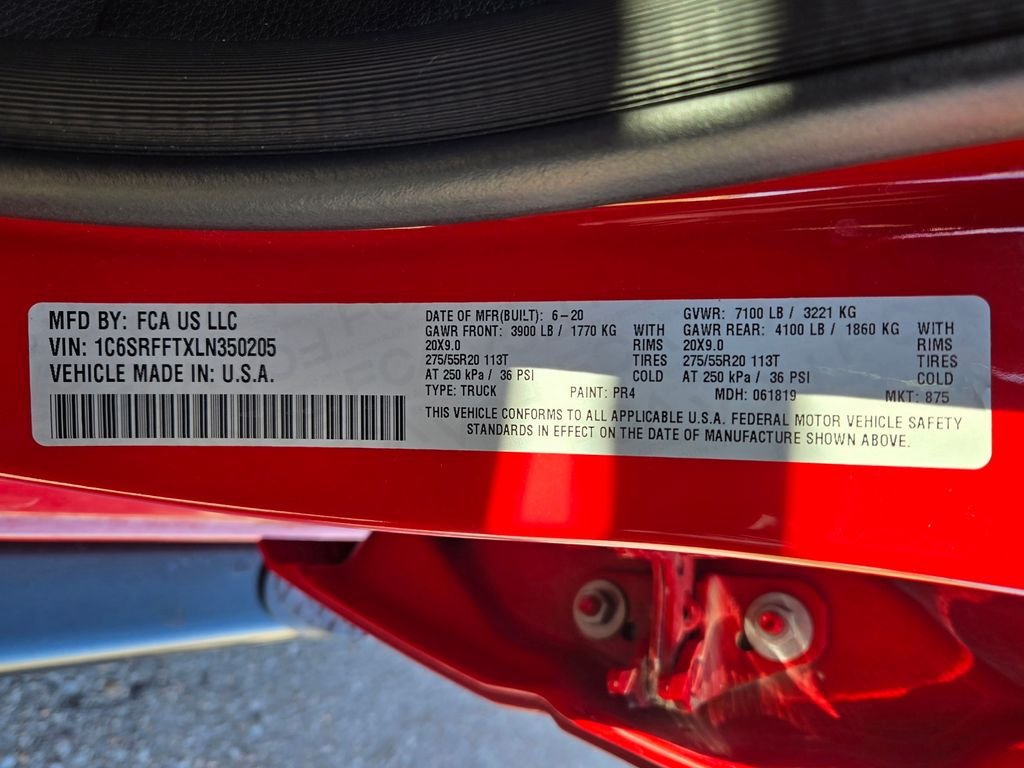 MFD BY: FCA US LLC
VIN: 1C6SRFFTXLN350205
VEHICLE MADE IN: U.S.A.
DATE OF MFR(BUILT): 6-20
GVWR: 7100 LB / 3221 KG
GAWR FRONT: 3900 LB / 1770 KG WITH
GAWR REAR: 4100 LB / 1860 KG WITH
20X9.0 RIMS
20X9.0 RIMS
275/55R20 113T TIRES
275/55R20 113T TIRES
AT 250 kPa / 36 PSI COLD
AT 250 kPa / 36 PSI COLD
TYPE: TRUCK PAINT: PR4 MDH: 061819 MKT: 875
THIS VEHICLE CONFORMS TO ALL APPLICABLE U.S.A. FEDERAL MOTOR VEHICLE SAFETY
STANDARDS IN EFFECT ON THE DATE OF MANUFACTURE SHOWN ABOVE.